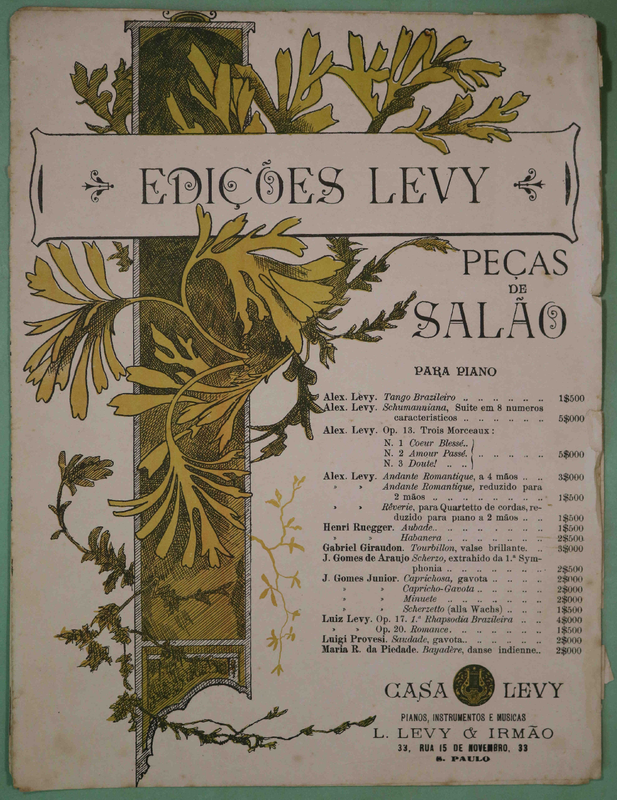 EDIÇÕES LEVY
PEÇAS
DE
SALÃO
PARA PIANO
Alex. Levy. Tango Brazileiro .. .. .. .. .. .. 1$500
Alex. Levy. Schumanniana, Suite em 8 numeros
caracteristicos .. .. .. .. .. .. 5$000
Alex. Levy. Op. 13. Trois Morceaux :
N. 1 Coeur Blessé..
N. 2 Amour Passé. .. .. .. .. .. 5$000
N. 3 Doute! .. ..
Alex. Levy. Andante Romantique, a 4 mãos .. .. 3$000
» » Andante Romantique, reduzido para
2 mãos .. .. .. .. .. .. .. .. 1$500
» » Rêverie, para Quartetto de cordas, re-
duzido para piano a 2 mãos .. .. 1$500
Henri Ruegger. Aubade.. .. .. .. .. .. .. 1$500
» » Habanera .. .. .. .. .. .. 2$500
Gabriel Giraudon. Tourbillon, valse brillante. .. 3$000
J. Gomes de Araujo Scherzo, extrahido da 1.ª Sym-
phonia .. .. .. .. .. .. .. 2$500
J. Gomes Junior. Caprichosa, gavota .. .. .. .. 2$000
» » Capricho-Gavota .. .. .. .. 2$000
» » Minuete .. .. .. .. .. .. 2$000
» » Scherzetto (alla Wachs) .. .. .. 1$500
Luiz Levy. Op. 17. 1.ª Rhapsodia Brazileira .. .. 4$000
» » Op. 20. Romance. .. .. .. .. .. 1$500
Luigi Provesi. Saudade, gavota.. .. .. .. .. .. 2$000
Maria R. da Piedade. Bayadère, danse indienne.. 2$000
CASA LEVY
PIANOS, INSTRUMENTOS E MUSICAS
L. LEVY & IRMÃO
33, RUA 15 DE NOVEMBRO, 33
S. PAULO